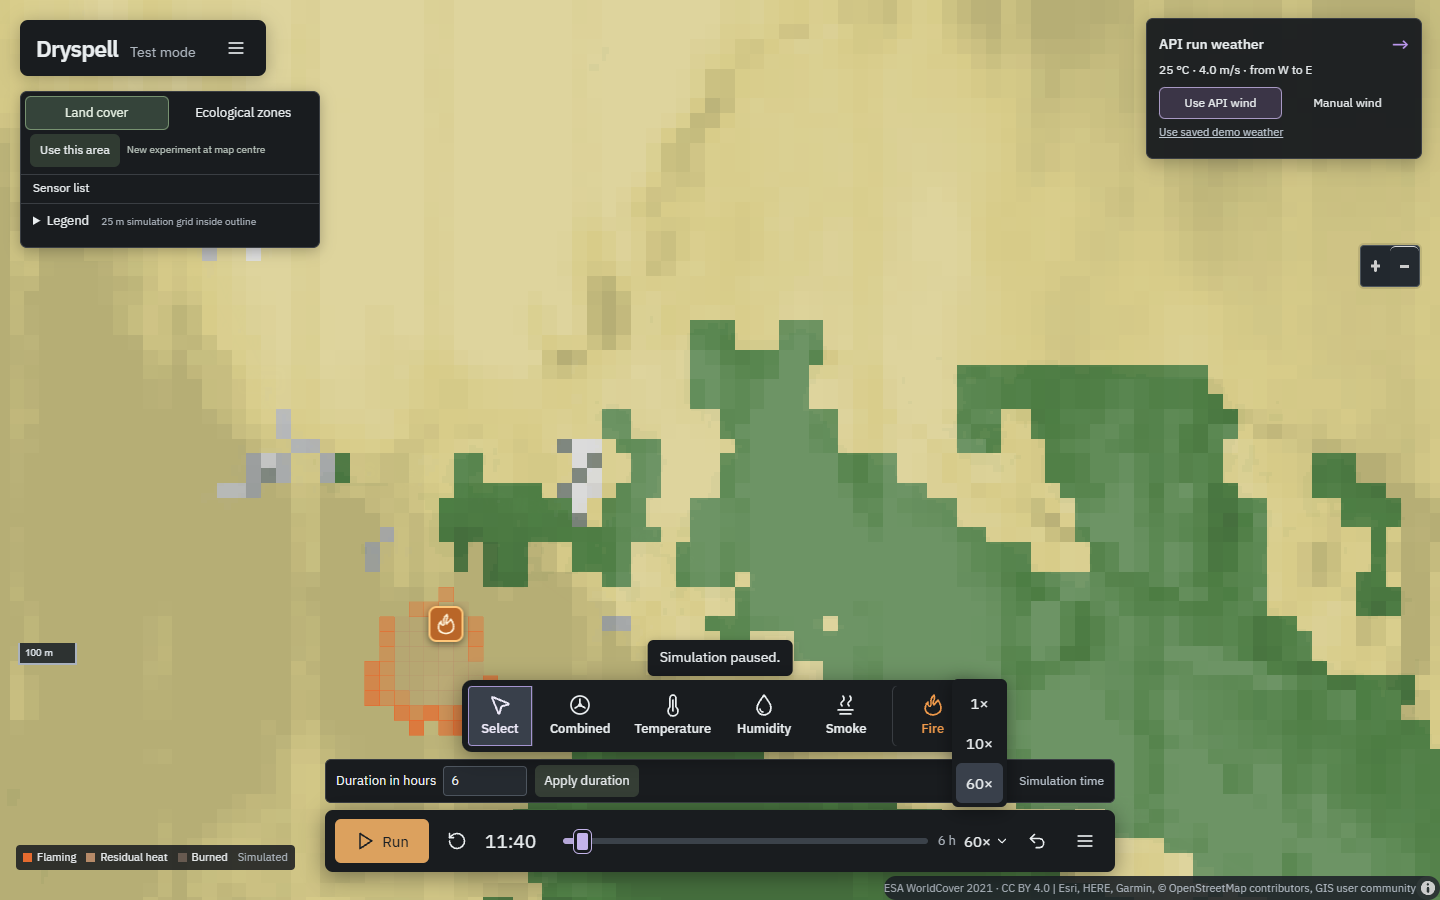 Dryspell Test mode
Land cover Ecological zones
Use this area New experiment at map centre
Sensor list
Legend 25 m simulation grid inside outline
API run weather
25 °C · 4.0 m/s · from W to E
Use API wind Manual wind
Use saved demo weather
+ −
100 m
Simulation paused.
Select Combined Temperature Humidity Smoke Fire
1×
10×
60×
Duration in hours 6 Apply duration Simulation time
Run 11:40 6 h 60×
Flaming Residual heat Burned Simulated
ESA WorldCover 2021 · CC BY 4.0 | Esri, HERE, Garmin, © OpenStreetMap contributors, GIS user community